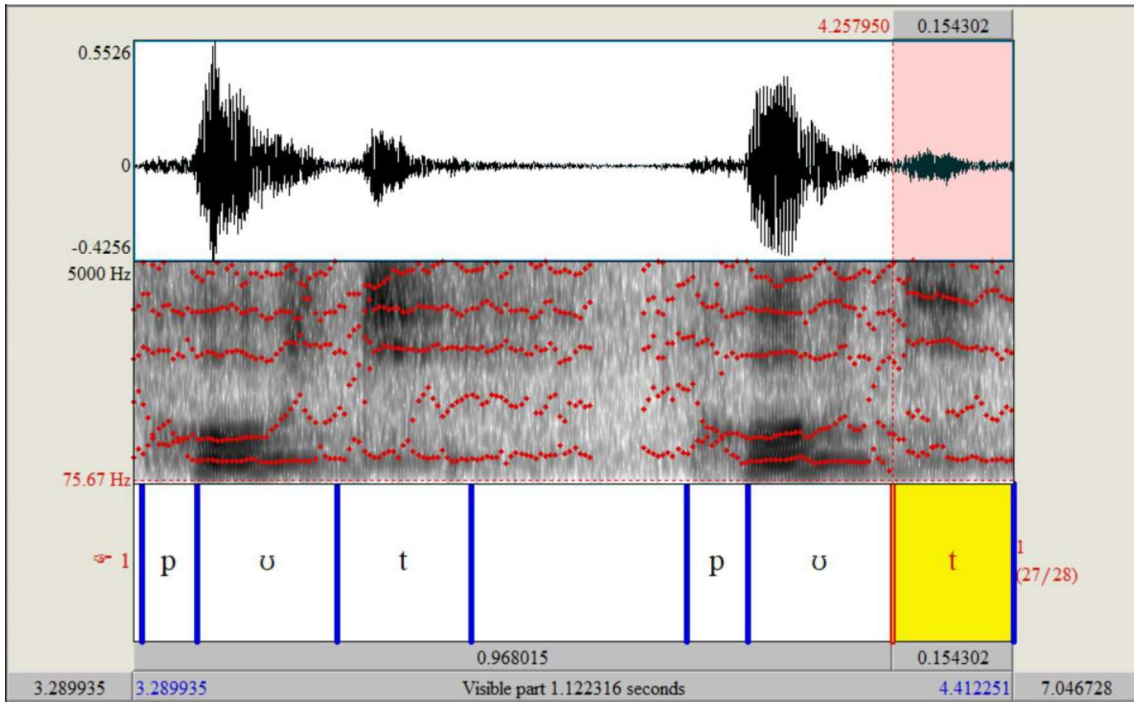 4.257950 0.154302
0.5526
0
-0.4256
5000 Hz
75.67 Hz
☞ 1 p ʊ t p ʊ t 1
(27/28)
0.968015 0.154302
3.289935 3.289935 Visible part 1.122316 seconds 4.412251 7.046728